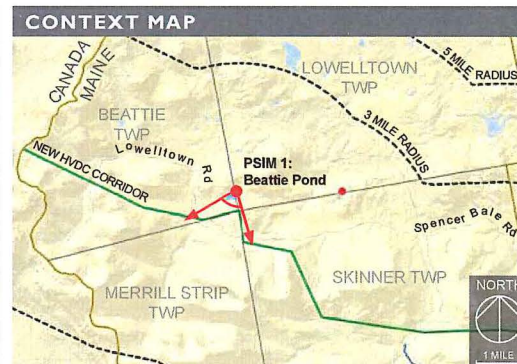 CONTEXT MAP
CANADA
MAINE
LOWELLTOWN
TWP
5 MILE RADIUS
BEATTIE
TWP
Lowelltown Rd
3 MILE RADIUS
NEW HVDC CORRIDOR
PSIM 1:
Beattie Pond
Spencer Bale Rd
MERRILL STRIP
TWP
SKINNER TWP
NORTH
1 MILE